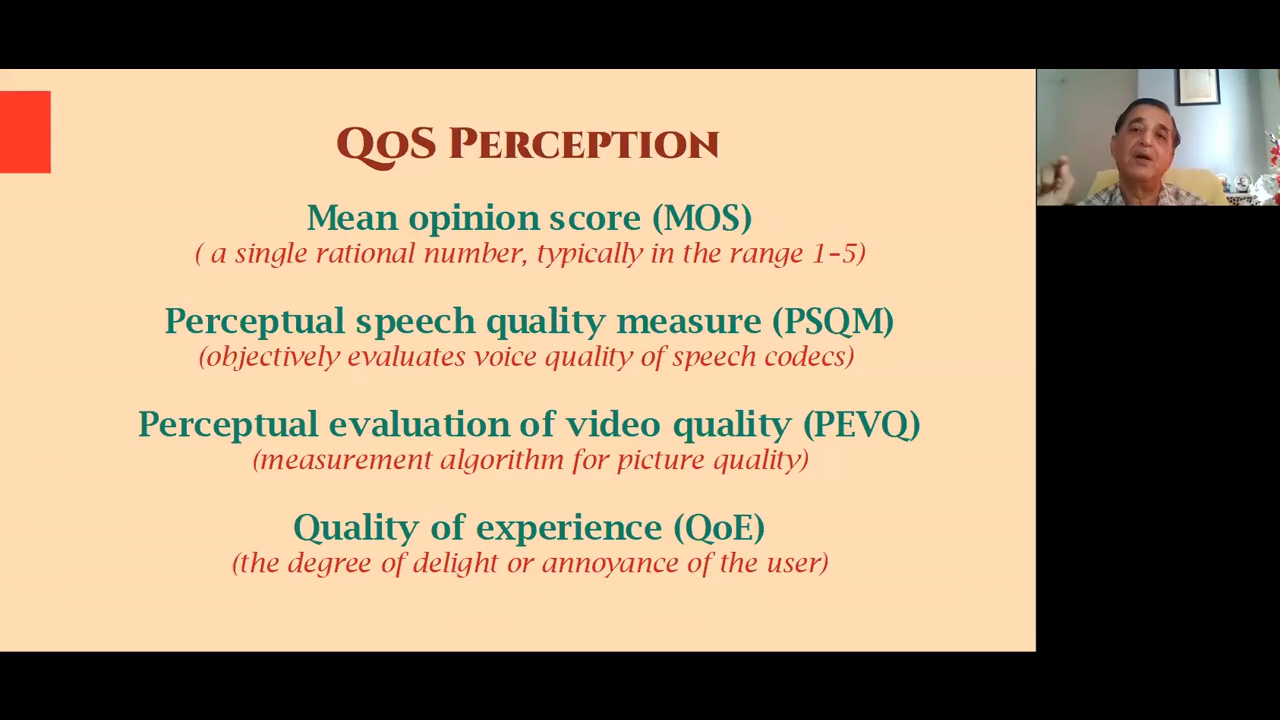 QoS Perception
Mean opinion score (MOS)
( a single rational number, typically in the range 1-5)
Perceptual speech quality measure (PSQM)
(objectively evaluates voice quality of speech codecs)
Perceptual evaluation of video quality (PEVQ)
(measurement algorithm for picture quality)
Quality of experience (QoE)
(the degree of delight or annoyance of the user)